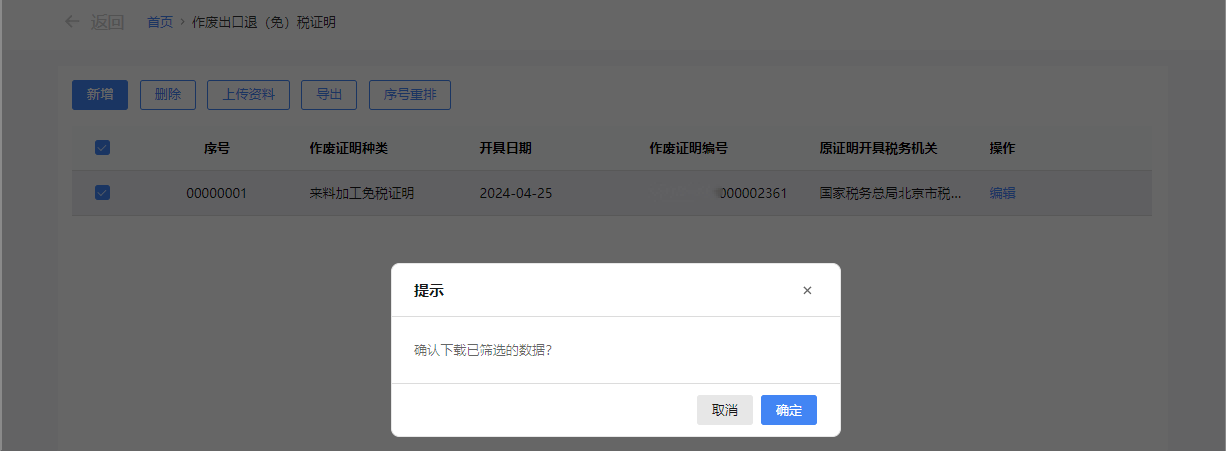 返回 首页 > 作废出口退（免）税证明
新增 删除 上传资料 导出 序号重排
序号 作废证明种类 开具日期 作废证明编号 原证明开具税务机关 操作
00000001 来料加工免税证明 2024-04-25 000002361 国家税务总局北京市税... 编辑
提示 ×
确认下载已筛选的数据?
取消 确定